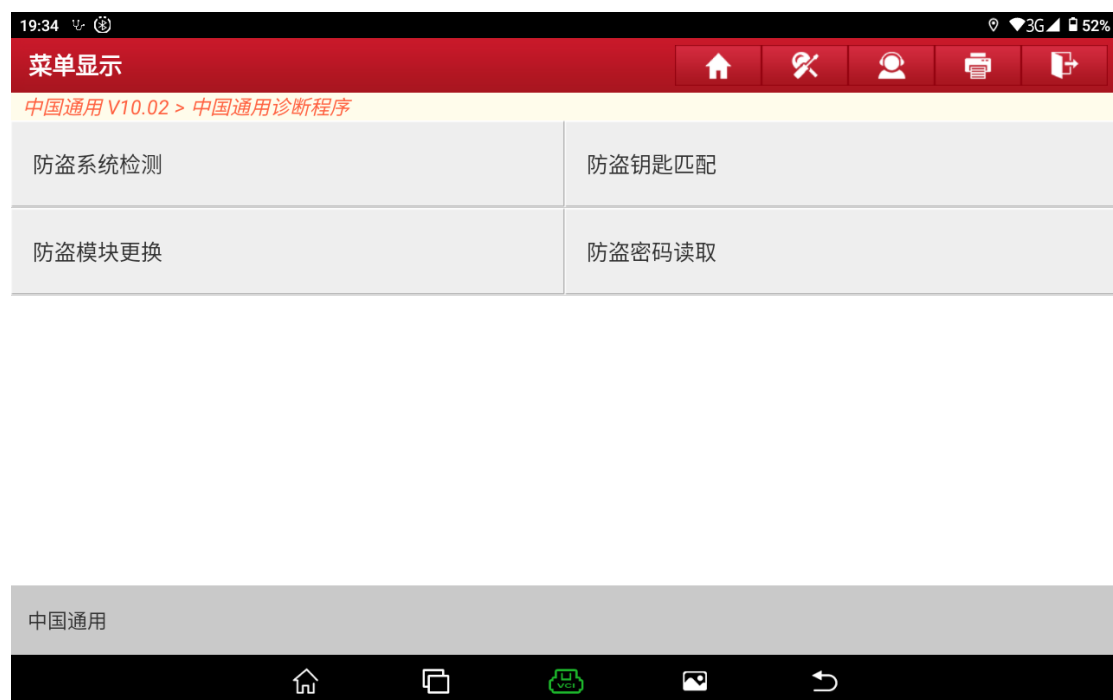 19:34 3G 52%
菜单显示
中国通用 V10.02 > 中国通用诊断程序
防盗系统检测 防盗钥匙匹配
防盗模块更换 防盗密码读取
中国通用
VCI